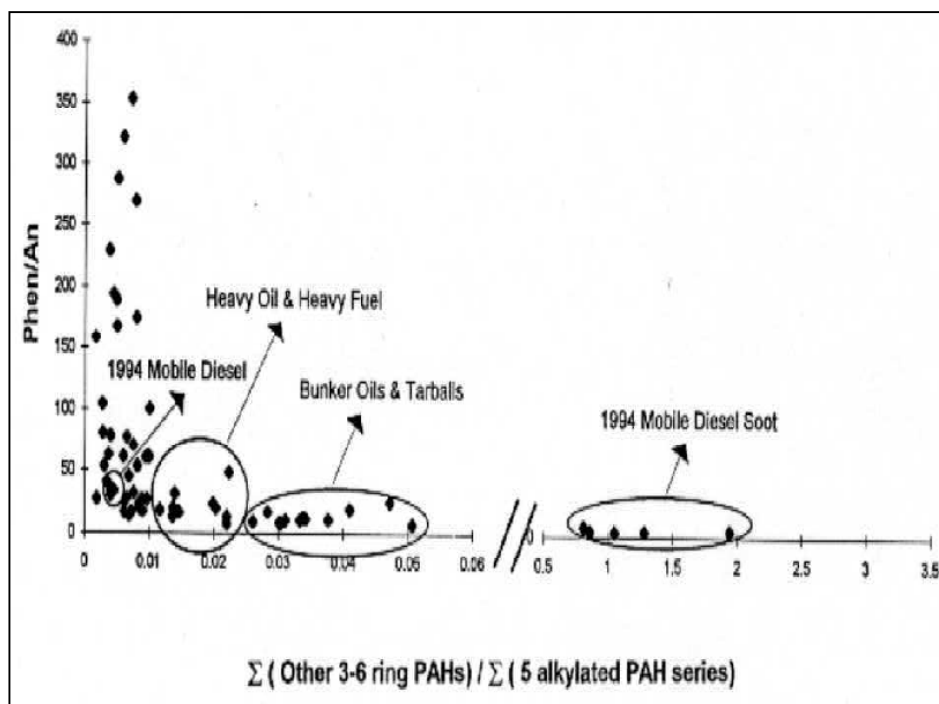 400
350
300
250
200
150
100
50
0
Phen/An
Heavy Oil & Heavy Fuel
1994 Mobile Diesel
Bunker Oils & Tarballs
1994 Mobile Diesel Soot
0 0.01 0.02 0.03 0.04 0.05 0.06
0
0.5 1 1.5 2 2.5 3 3.5
Σ ( Other 3-6 ring PAHs) / Σ ( 5 alkylated PAH series)